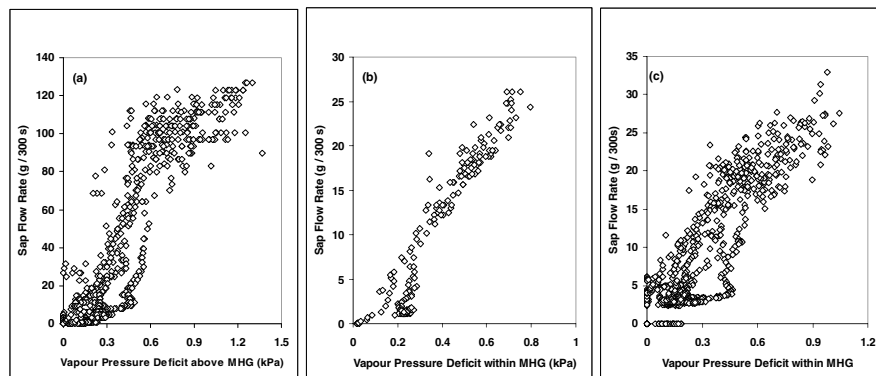 (a)
Sap Flow Rate (g / 300 s)
140
120
100
80
60
40
20
0
0 0.3 0.6 0.9 1.2 1.5
Vapour Pressure Deficit above MHG (kPa)
(b)
Sap Flow Rate (g / 300 s)
30
25
20
15
10
5
0
0 0.2 0.4 0.6 0.8 1
Vapour Pressure Deficit within MHG (kPa)
(c)
Sap Flow Rate (g / 300s)
35
30
25
20
15
10
5
0
0 0.3 0.6 0.9 1.2
Vapour Pressure Deficit within MHG